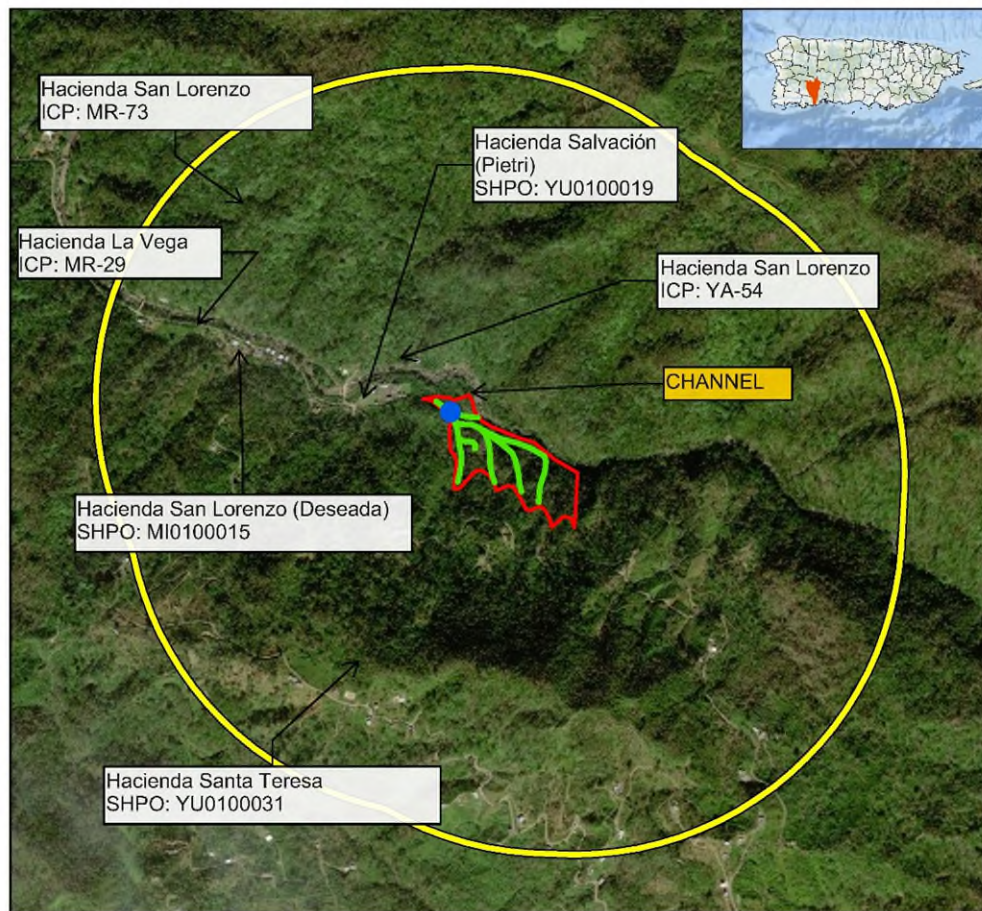 Hacienda San Lorenzo
ICP: MR-73
Hacienda Salvación
(Pietri)
SHPO: YU0100019
Hacienda La Vega
ICP: MR-29
Hacienda San Lorenzo
ICP: YA-54
CHANNEL
Hacienda San Lorenzo (Deseada)
SHPO: MI0100015
Hacienda Santa Teresa
SHPO: YU0100031